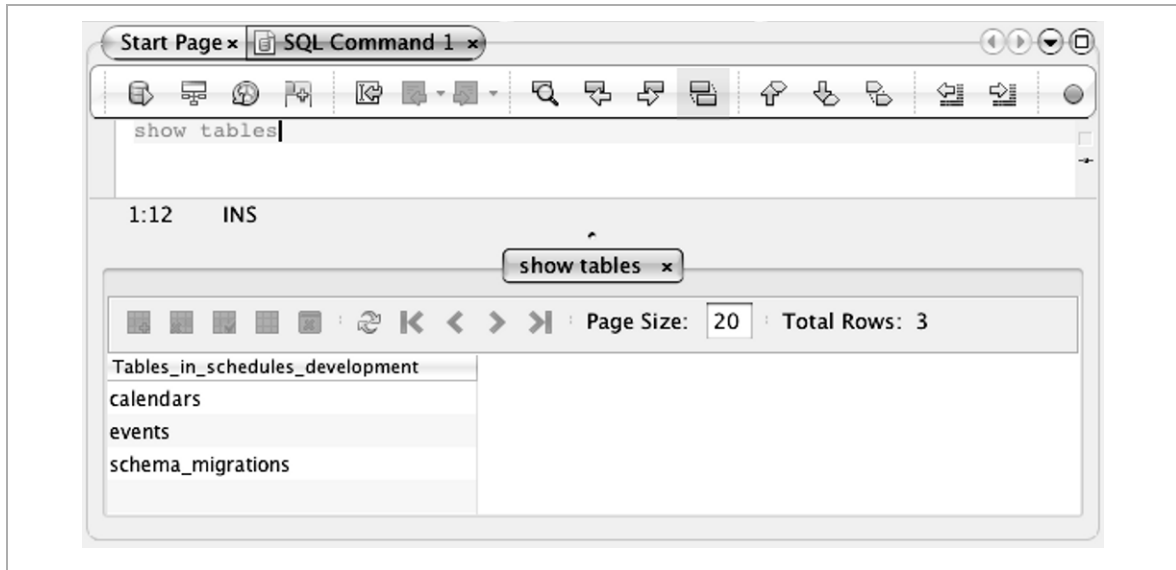 Start Page × SQL Command 1 ×
show tables
1:12 INS
show tables ×
Page Size: 20 Total Rows: 3
Tables_in_schedules_development
calendars
events
schema_migrations